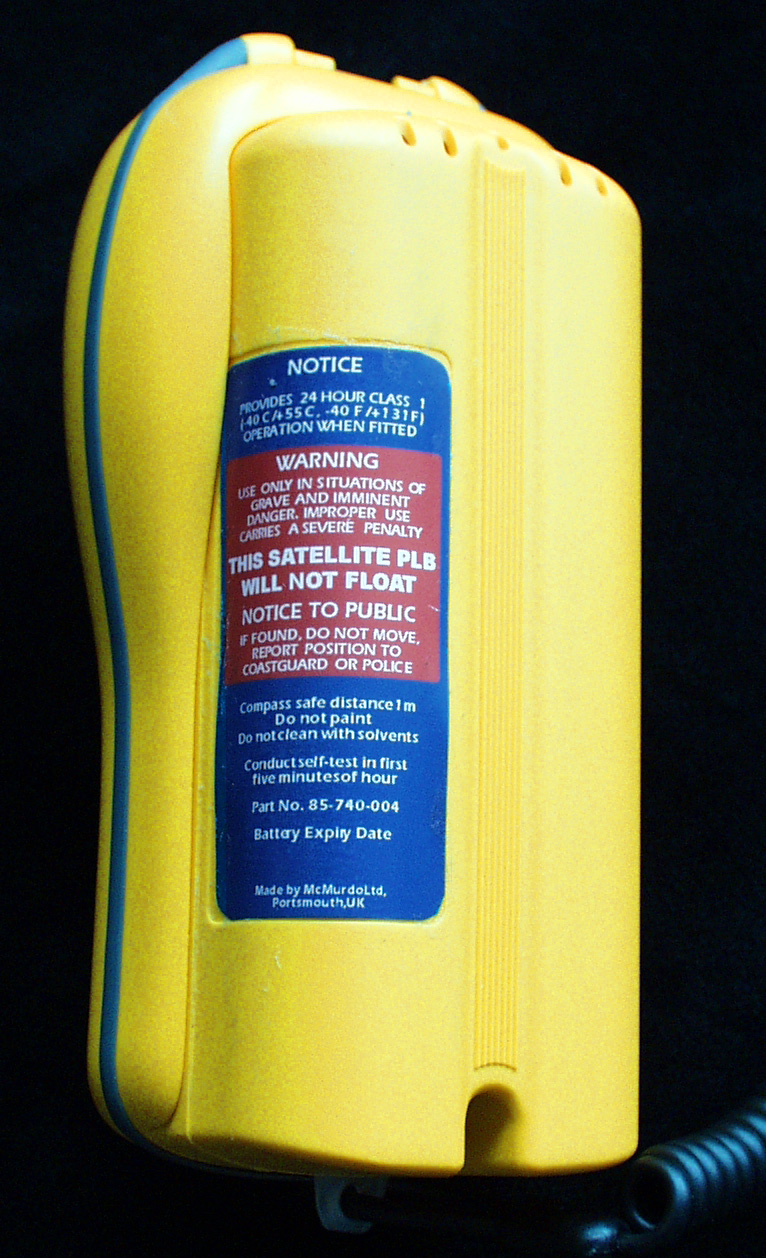 NOTICE
PROVIDES 24 HOUR CLASS 1
(-40 C/+55 C, -40 F/+131F)
OPERATION WHEN FITTED
WARNING
USE ONLY IN SITUATIONS OF
GRAVE AND IMMINENT
DANGER. IMPROPER USE
CARRIES A SEVERE PENALTY
THIS SATELLITE PLB
WILL NOT FLOAT
NOTICE TO PUBLIC
IF FOUND, DO NOT MOVE,
REPORT POSITION TO
COASTGUARD OR POLICE
Compass safe distance 1m
Do not paint
Do not clean with solvents
Conduct self-test in first
five minutes of hour
Part No. 85-740-004
Battery Expiry Date
Made by McMurdo Ltd,
Portsmouth, UK